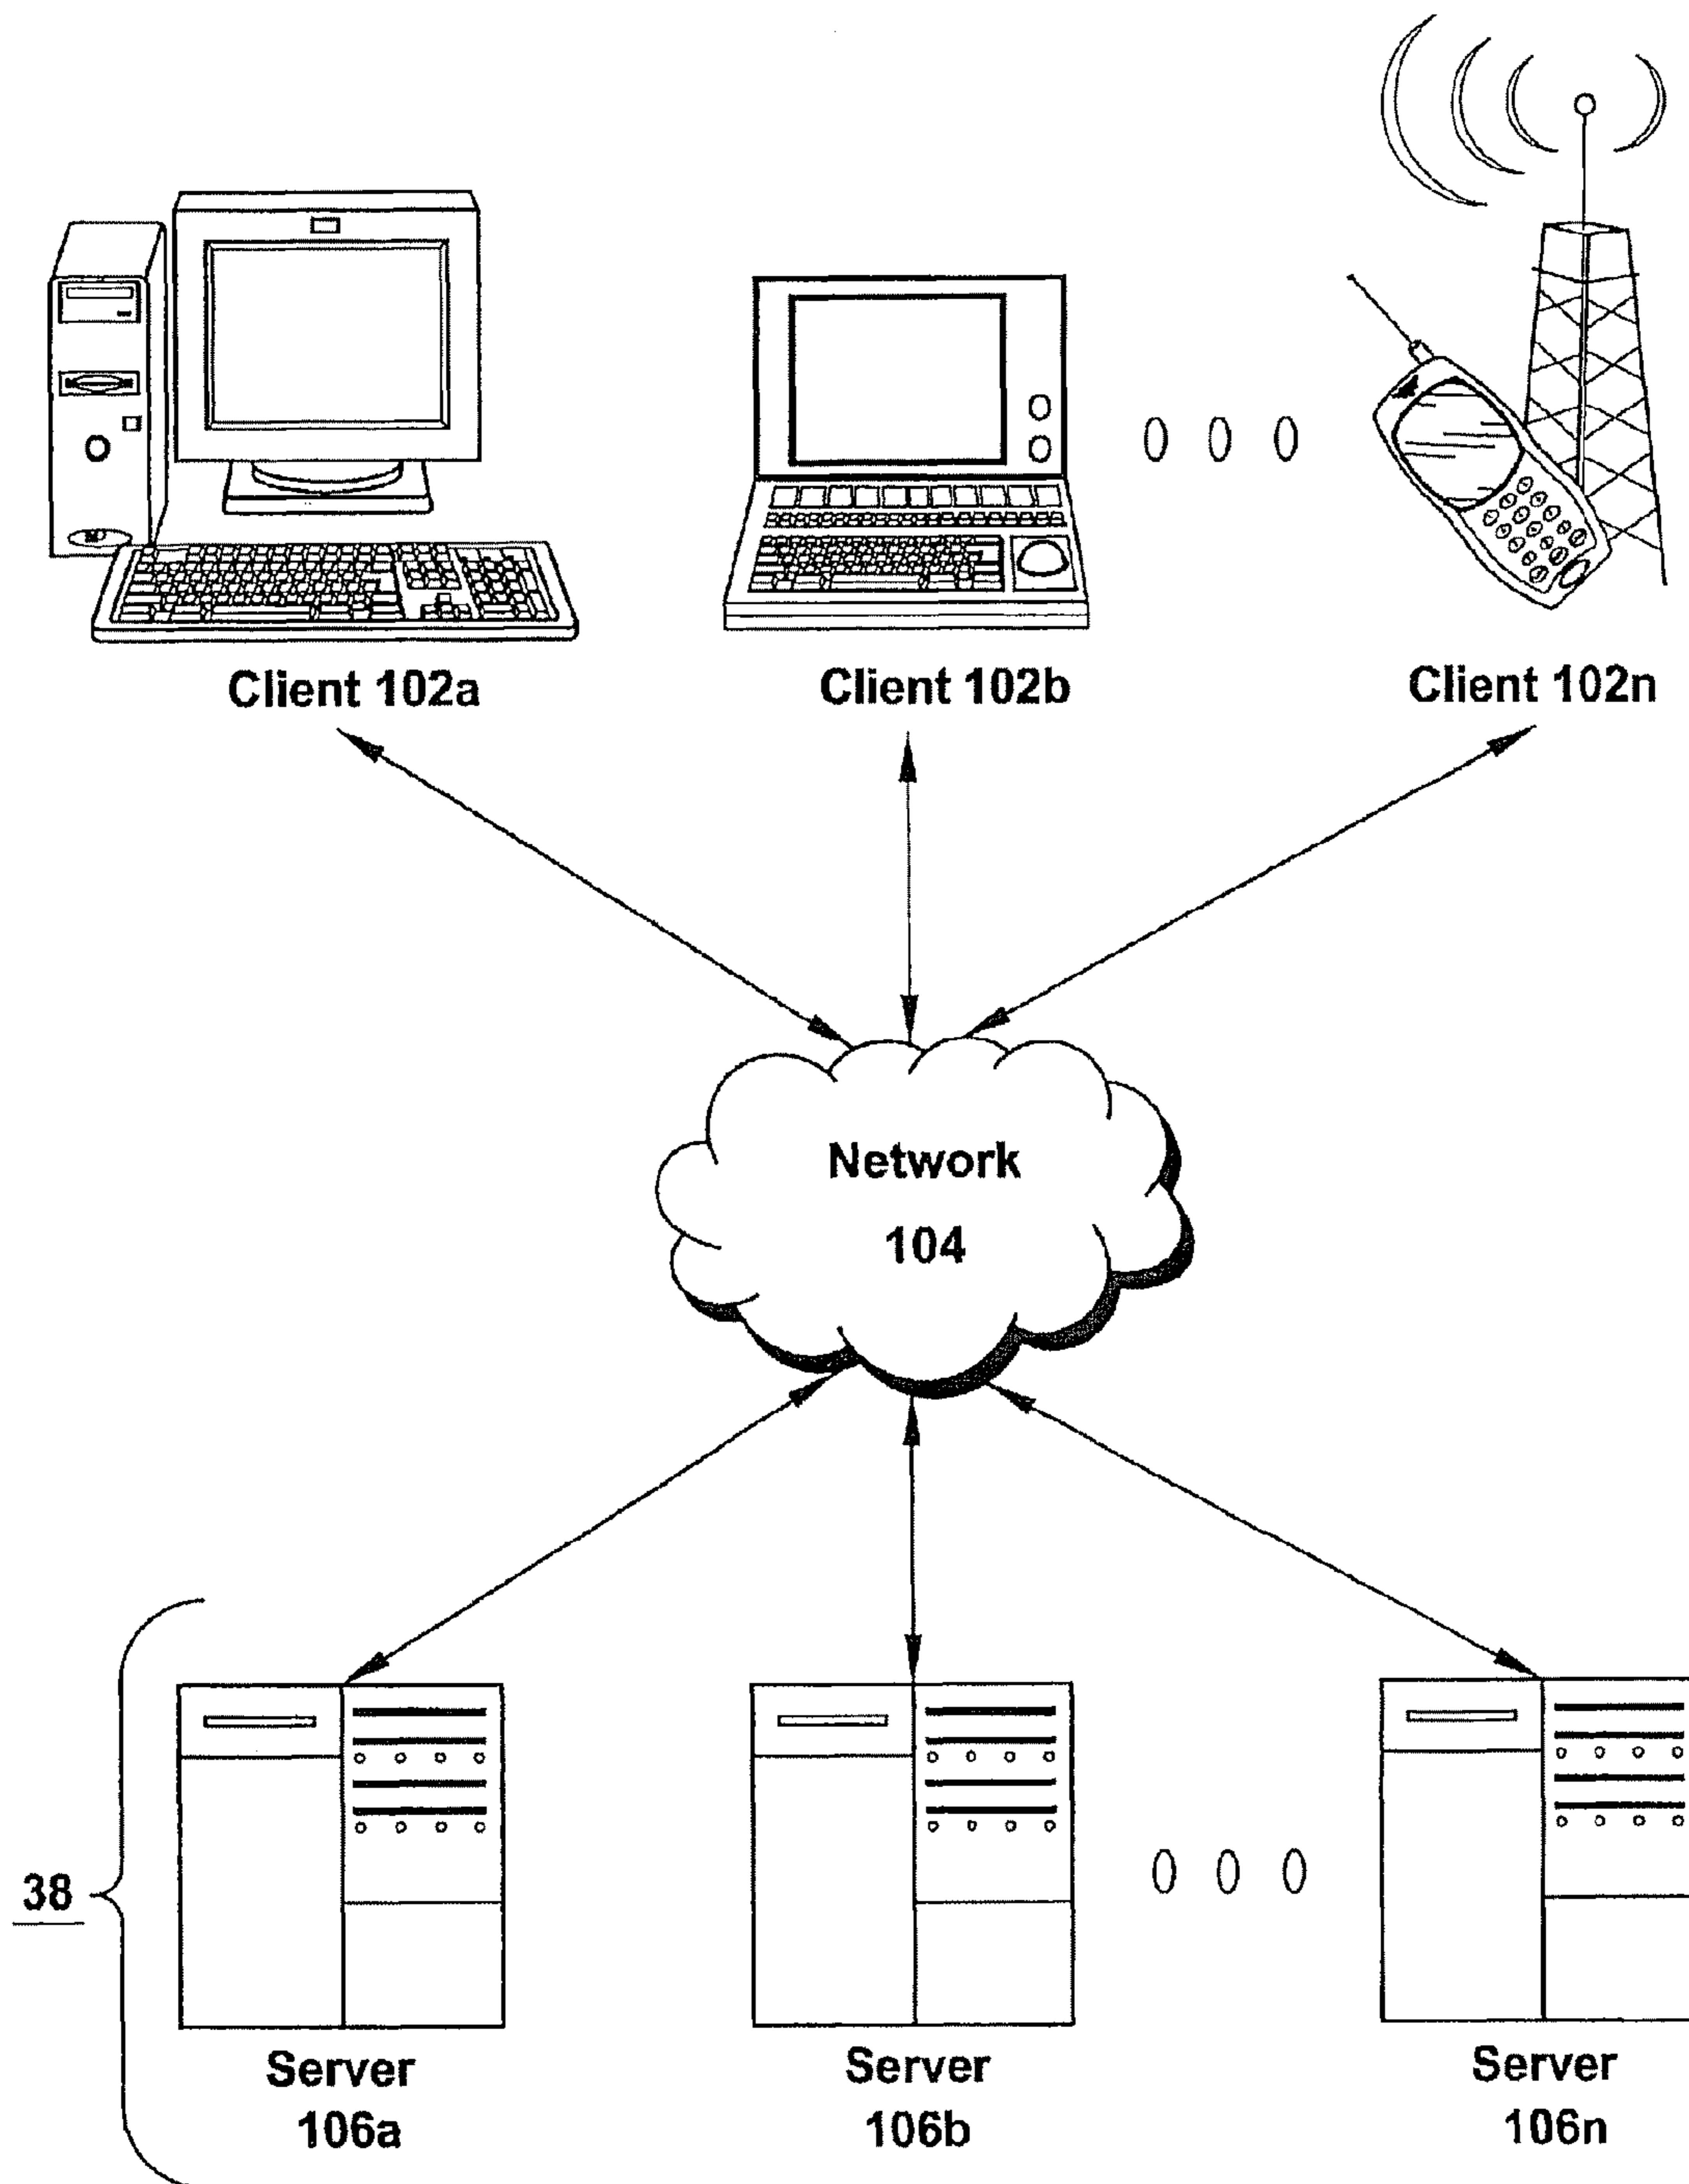 Client 102a
Client 102b
Client 102n
Network
104
38
Server
106a
Server
106b
Server
106n